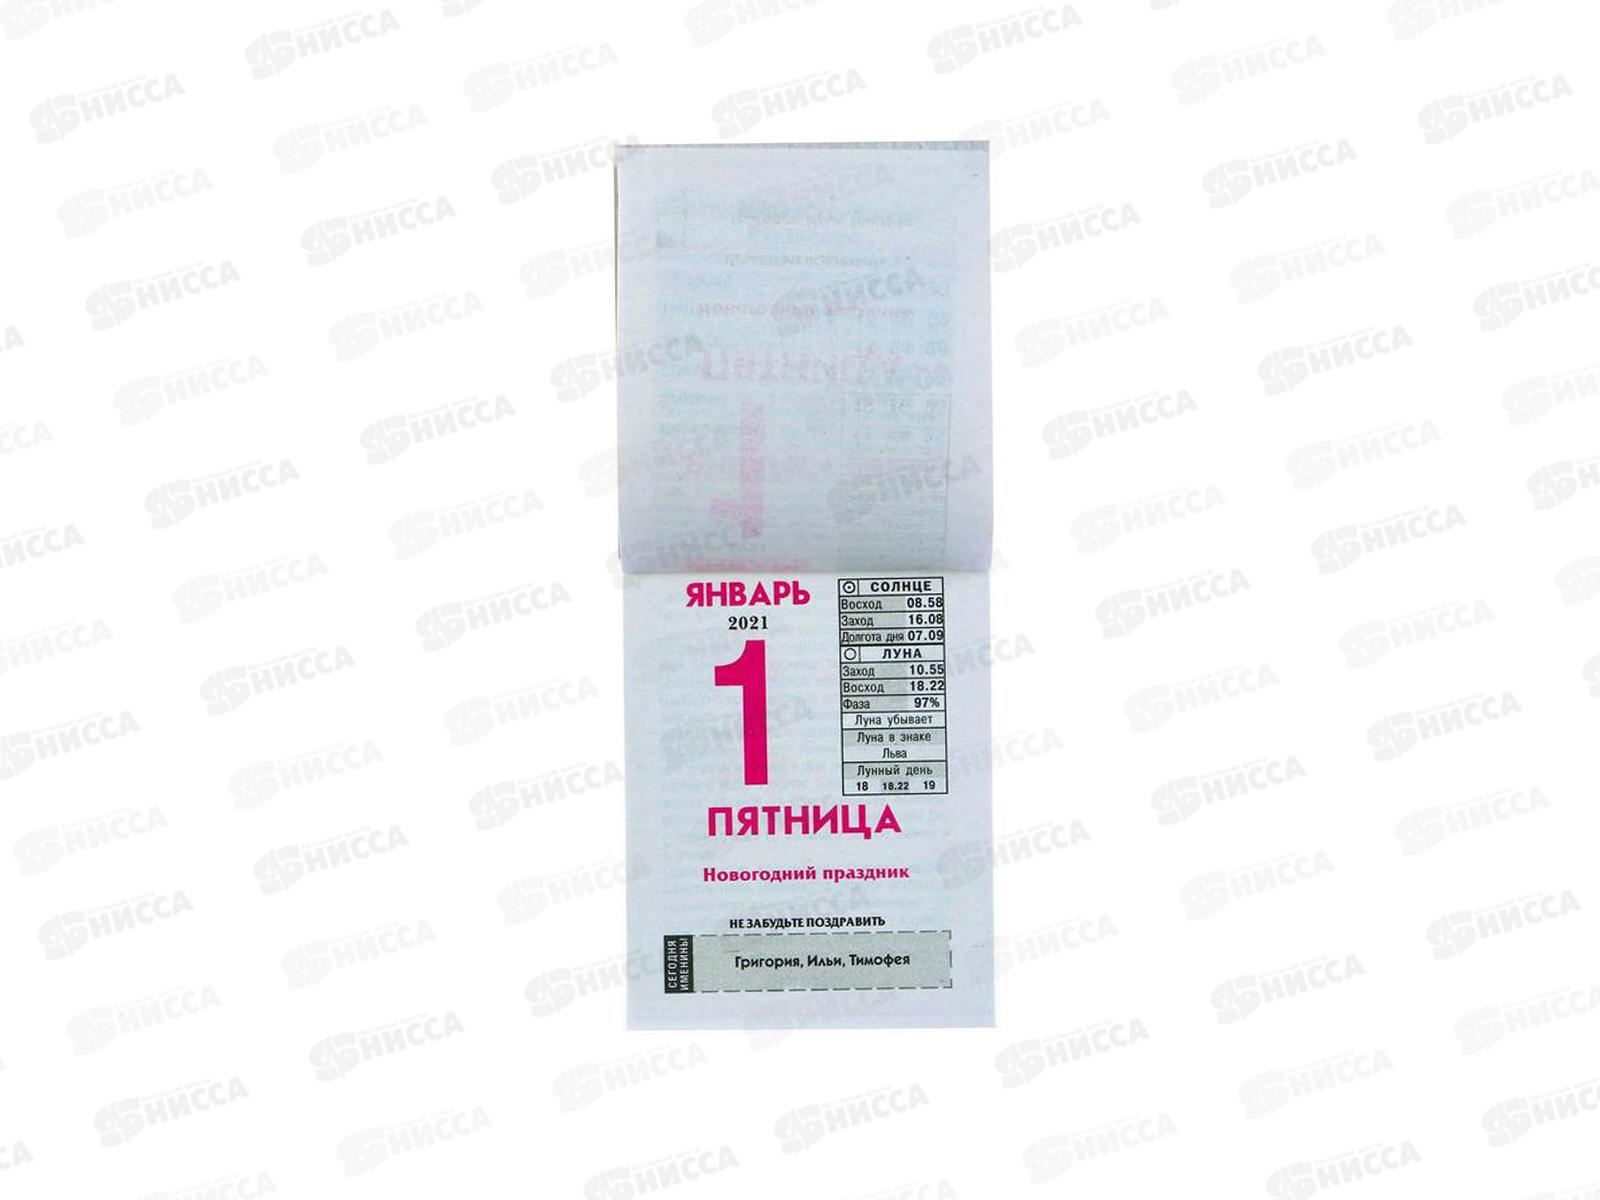 ЯНВАРЬ
2021
1
ПЯТНИЦА
Новогодний праздник
СОЛНЦЕ
Восход 08.58
Заход 16.08
Долгота дня 07.09
ЛУНА
Заход 10.55
Восход 18.22
Фаза 97%
Луна убывает
Луна в знаке
Льва
Лунный день
18 18.22 19
НЕ ЗАБУДЬТЕ ПОЗДРАВИТЬ
СЕГОДНЯ
ИМЕНИНЫ
Григория, Ильи, Тимофея
НИССА